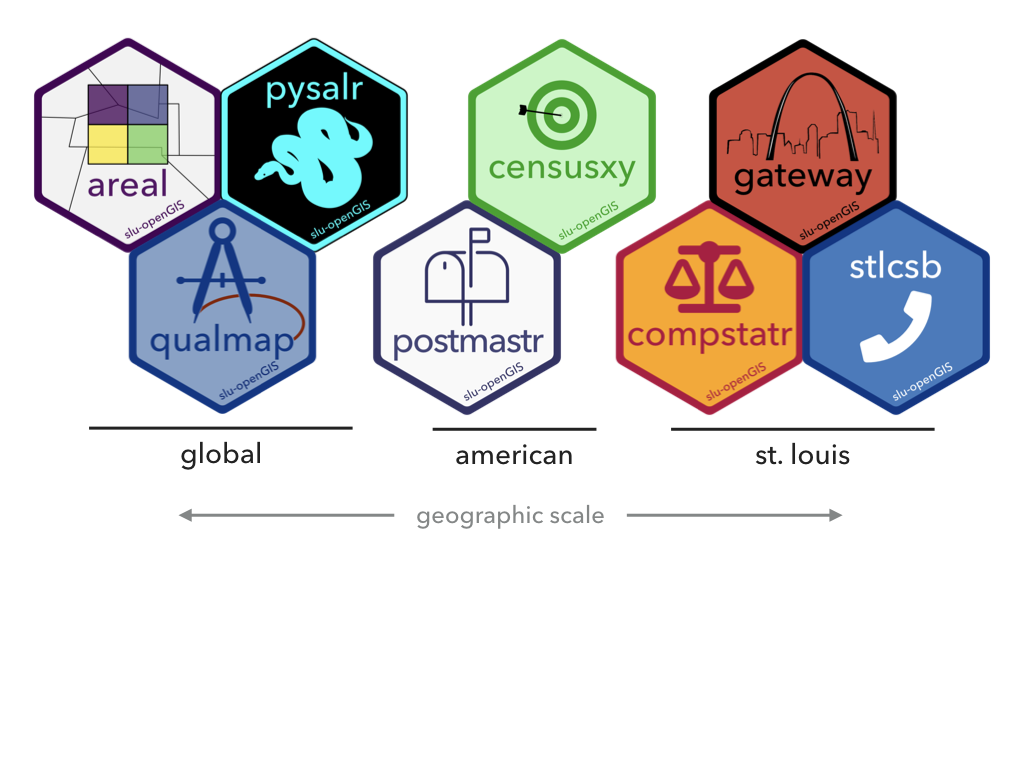 areal
slu-openGIS
pysalr
slu-openGIS
qualmap
slu-openGIS
censusxy
slu-openGIS
postmastr
slu-openGIS
gateway
slu-openGIS
compstatr
slu-openGIS
stlcsb
slu-openGIS
global
american
st. louis
geographic scale